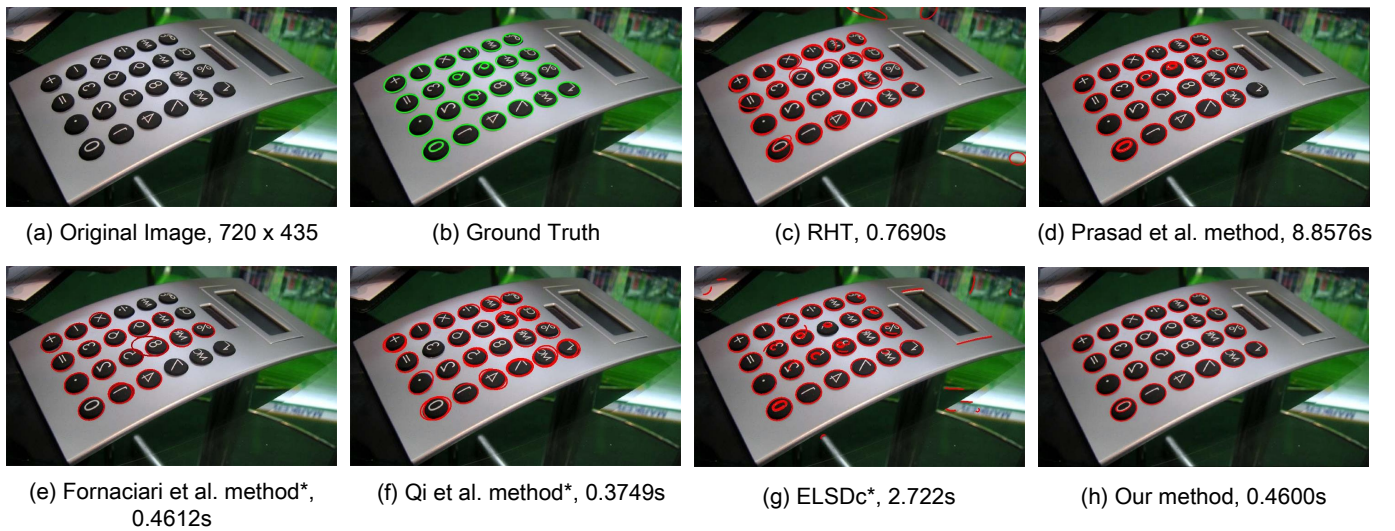 (a) Original Image, 720 x 435
(b) Ground Truth
(c) RHT, 0.7690s
(d) Prasad et al. method, 8.8576s
(e) Fornaciari et al. method*,
0.4612s
(f) Qi et al. method*, 0.3749s
(g) ELSDc*, 2.722s
(h) Our method, 0.4600s